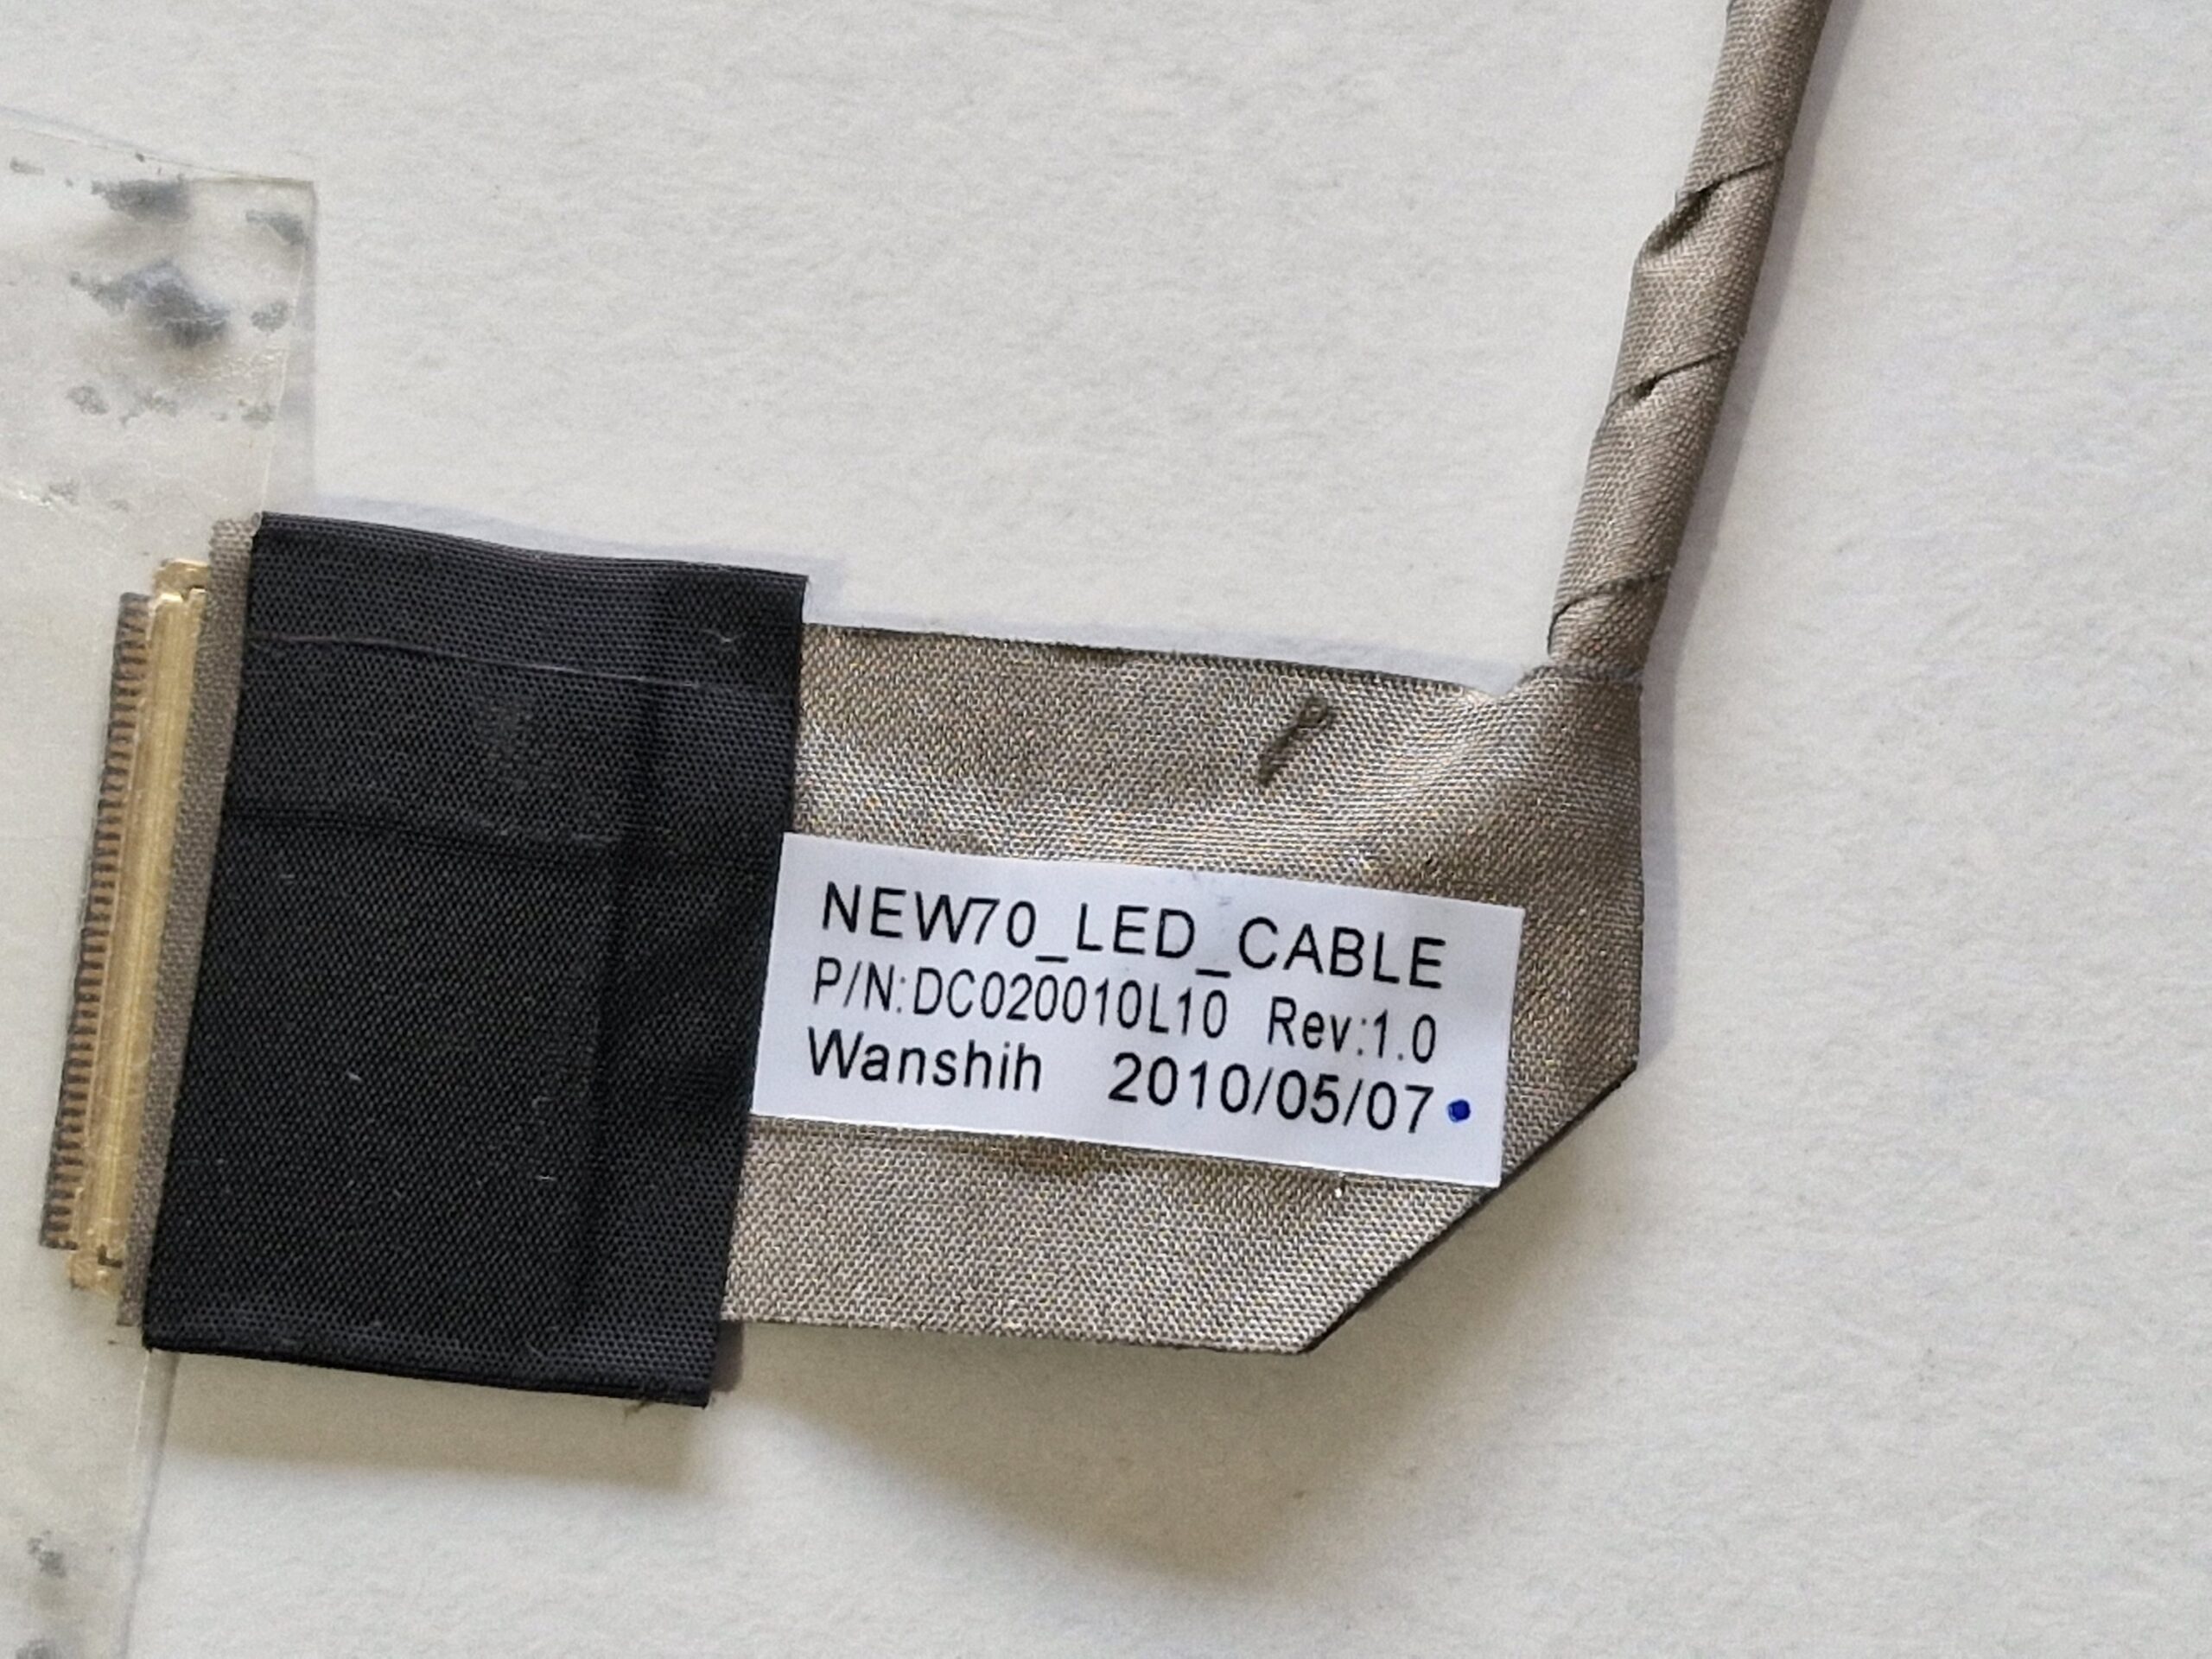 NEW70_LED_CABLE
P/N:DC020010L10 Rev:1.0
Wanshih 2010/05/07